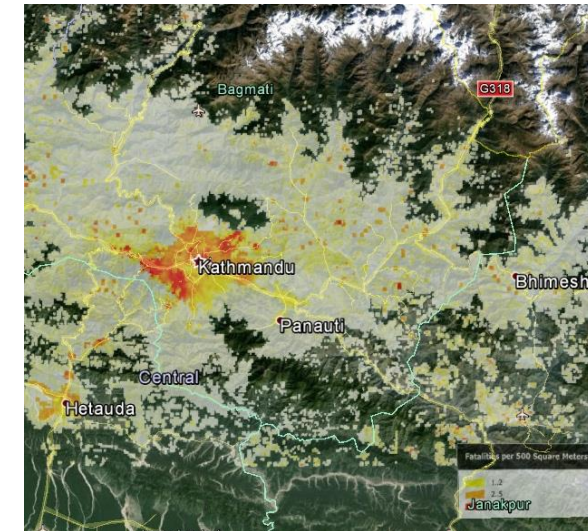 Bagmati
G318
Kathmandu
Bhimesh
Panauti
Central
Hetauda
Fatalities per 500 Square Meters
1.2
2.5
Janakpur